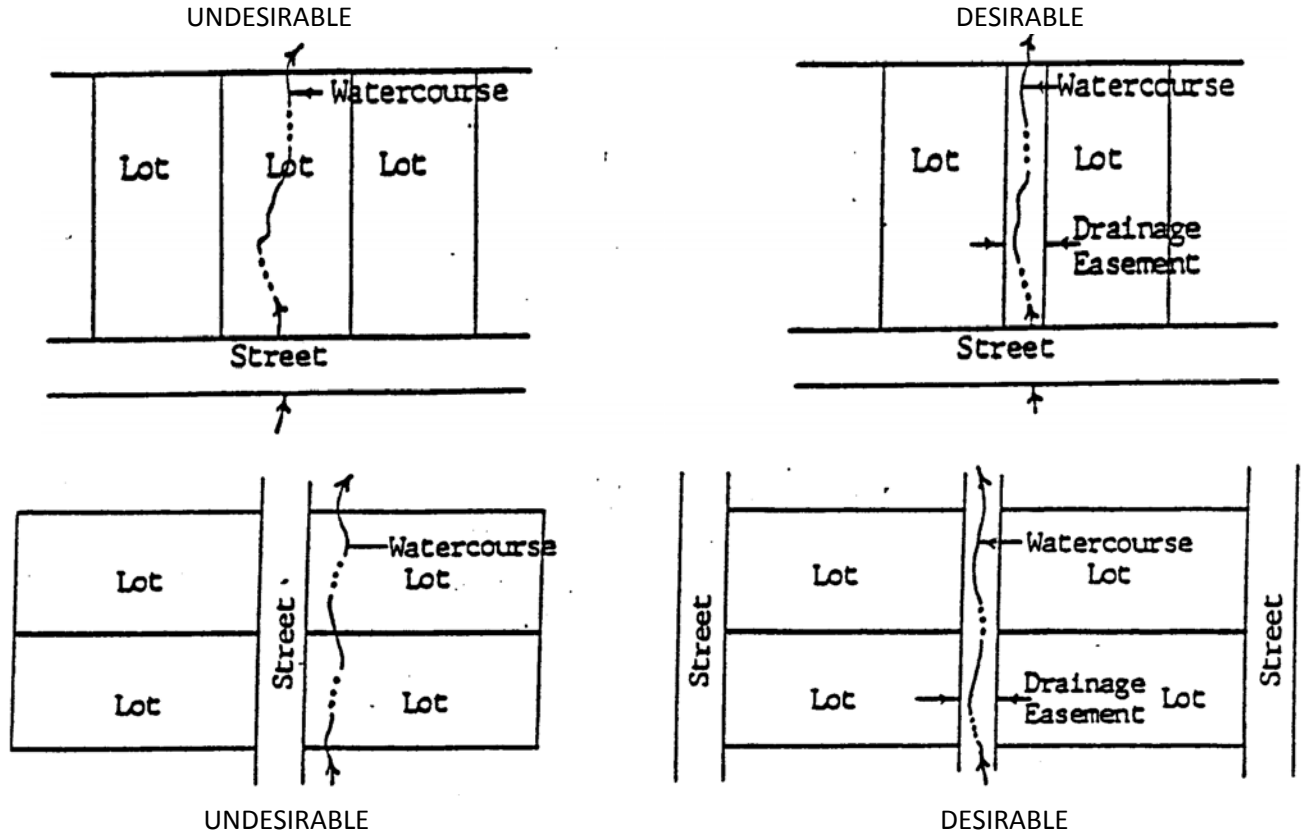 UNDESIRABLE
Watercourse
Lot
Lot
Lot
Street
DESIRABLE
Watercourse
Lot
Lot
Drainage
Easement
Street
Watercourse
Lot
Lot
Street
Lot
Lot
UNDESIRABLE
Watercourse
Lot
Lot
Street
Street
Drainage
Easement
Lot
Lot
DESIRABLE